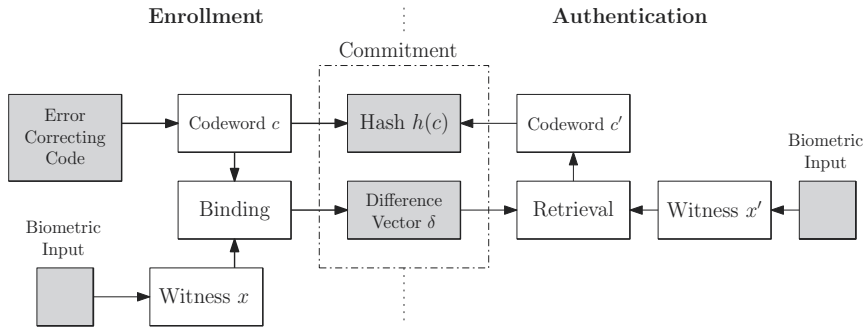 Enrollment
Authentication
Commitment
Error
Correcting
Code
Codeword c
Hash h(c)
Codeword c′
Biometric
Input
Binding
Difference
Vector δ
Retrieval
Witness x′
Biometric
Input
Witness x